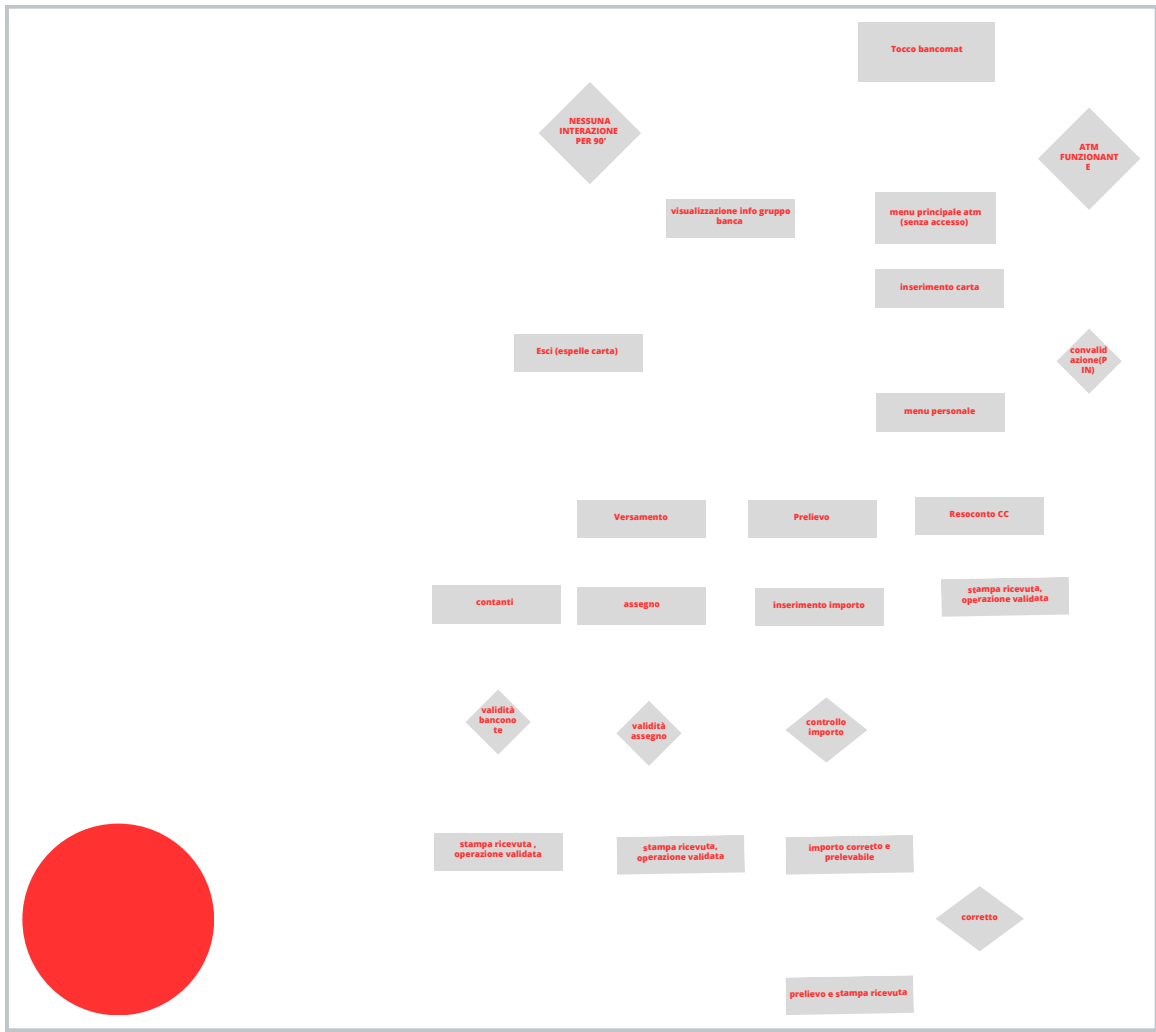 Tocco bancomat
NESSUNA
INTERAZIONE
PER 90'
ATM
FUNZIONANT
E
visualizzazione info gruppo
banca
menu principale atm
(senza accesso)
inserimento carta
Esci (espelle carta)
convalid
azione(P
IN)
menu personale
Versamento
Prelievo
Resoconto CC
contanti
assegno
inserimento importo
stampa ricevuta,
operazione validata
validità
bancono
te
validità
assegno
controllo
importo
stampa ricevuta ,
operazione validata
stampa ricevuta,
operazione validata
importo corretto e
prelevabile
corretto
prelievo e stampa ricevuta